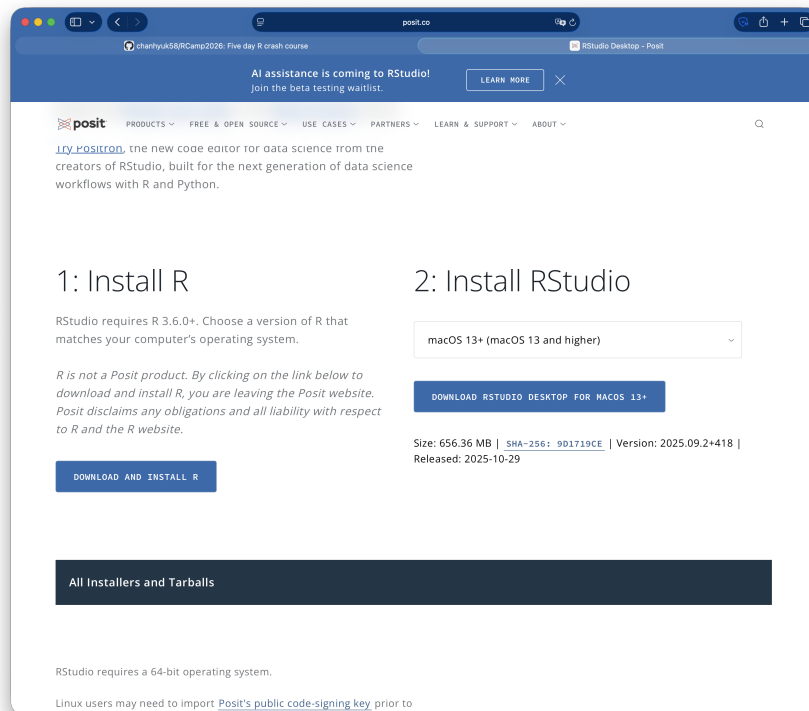 posit.co
chanhyuk58/RCamp2026: Five day R crash course
RStudio Desktop - Posit
AI assistance is coming to RStudio!
Join the beta testing waitlist.
LEARN MORE
posit
PRODUCTS
FREE & OPEN SOURCE
USE CASES
PARTNERS
LEARN & SUPPORT
ABOUT
Try Positron, the new code editor for data science from the
creators of RStudio, built for the next generation of data science
workflows with R and Python.
1: Install R
RStudio requires R 3.6.0+. Choose a version of R that
matches your computer's operating system.
R is not a Posit product. By clicking on the link below to
download and install R, you are leaving the Posit website.
Posit disclaims any obligations and all liability with respect
to R and the R website.
DOWNLOAD AND INSTALL R
2: Install RStudio
macOS 13+ (macOS 13 and higher)
DOWNLOAD RSTUDIO DESKTOP FOR MACOS 13+
Size: 656.36 MB | SHA-256: 9D1719CE | Version: 2025.09.2+418 |
Released: 2025-10-29
All Installers and Tarballs
RStudio requires a 64-bit operating system.
Linux users may need to import Posit's public code-signing key prior to